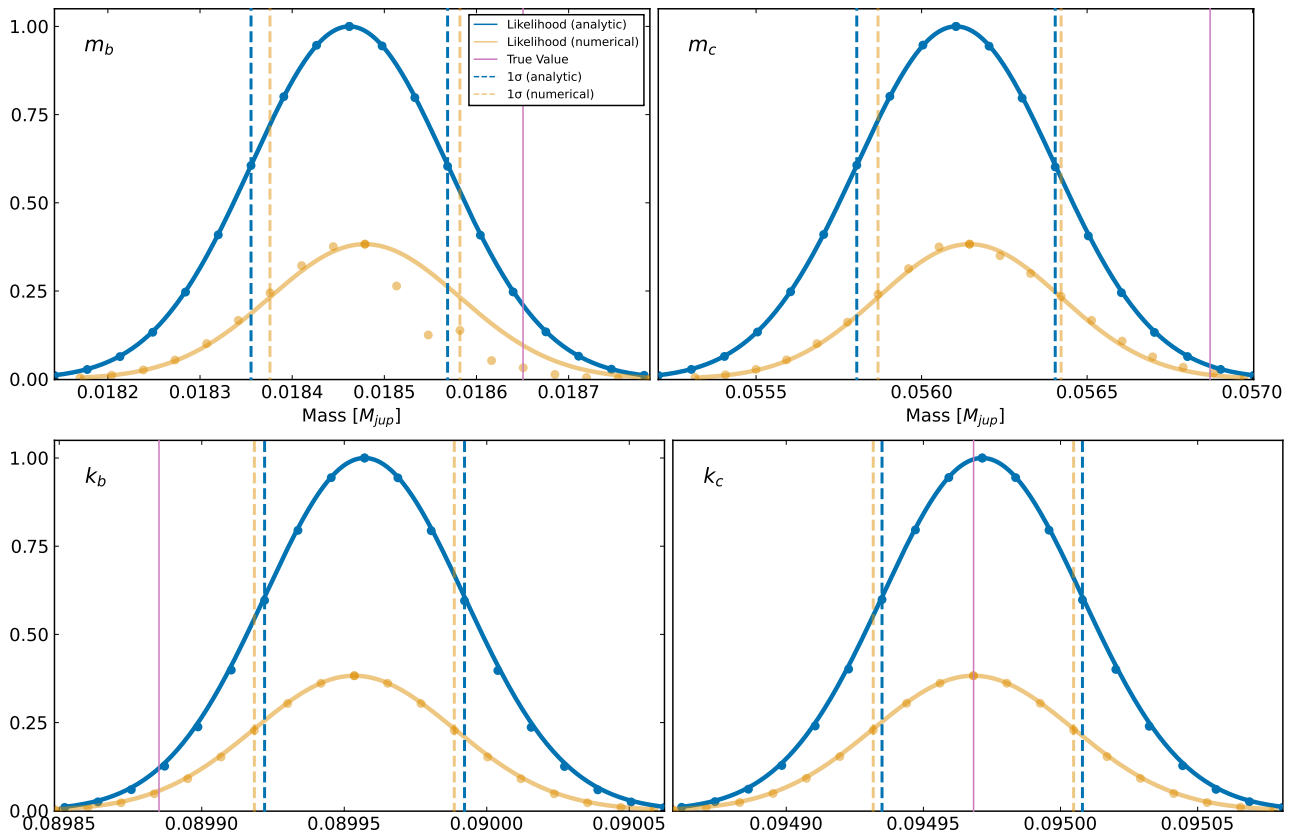 1.00
0.75
0.50
0.25
0.00
m_b
Likelihood (analytic)
Likelihood (numerical)
True Value
1σ (analytic)
1σ (numerical)
m_c
0.0182 0.0183 0.0184 0.0185 0.0186 0.0187
0.0555 0.0560 0.0565 0.0570
Mass [M_jup]
Mass [M_jup]
1.00
0.75
0.50
0.25
0.00
k_b
k_c
0.08985 0.08990 0.08995 0.09000 0.09005
0.09490 0.09495 0.09500 0.09505